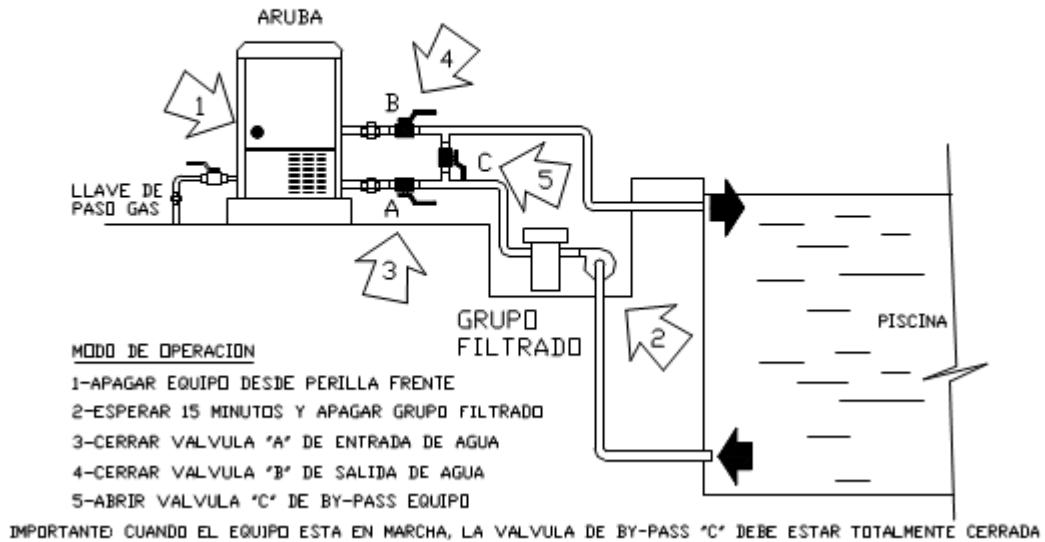 ARUBA
4
1
B
C
5
LLAVE DE
PASO GAS
A
3
GRUPO
FILTRADO
2
PISCINA
MODO DE OPERACION
1-APAGAR EQUIPO DESDE PERILLA FRENTE
2-ESPERAR 15 MINUTOS Y APAGAR GRUPO FILTRADO
3-CERRAR VALVULA "A" DE ENTRADA DE AGUA
4-CERRAR VALVULA "B" DE SALIDA DE AGUA
5-ABRIR VALVULA "C" DE BY-PASS EQUIPO
IMPORTANTE: CUANDO EL EQUIPO ESTA EN MARCHA, LA VALVULA DE BY-PASS "C" DEBE ESTAR TOTALMENTE CERRADA